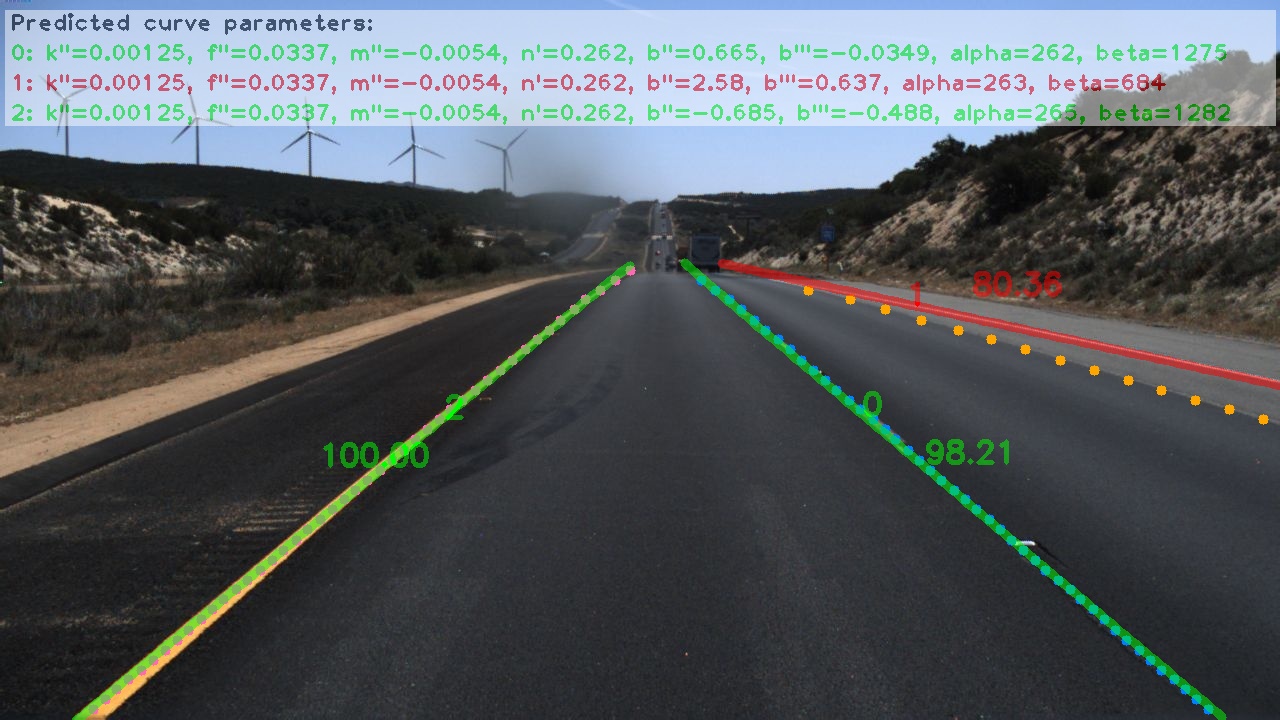 Predicted curve parameters:
0: k''=0.00125, f''=0.0337, m''=-0.0054, n'=0.262, b''=0.665, b'''=-0.0349, alpha=262, beta=1275
1: k''=0.00125, f''=0.0337, m''=-0.0054, n'=0.262, b''=2.58, b'''=0.637, alpha=263, beta=684
2: k''=0.00125, f''=0.0337, m''=-0.0054, n'=0.262, b''=-0.685, b'''=-0.488, alpha=265, beta=1282
1 80.36
2 0
100.00 98.21